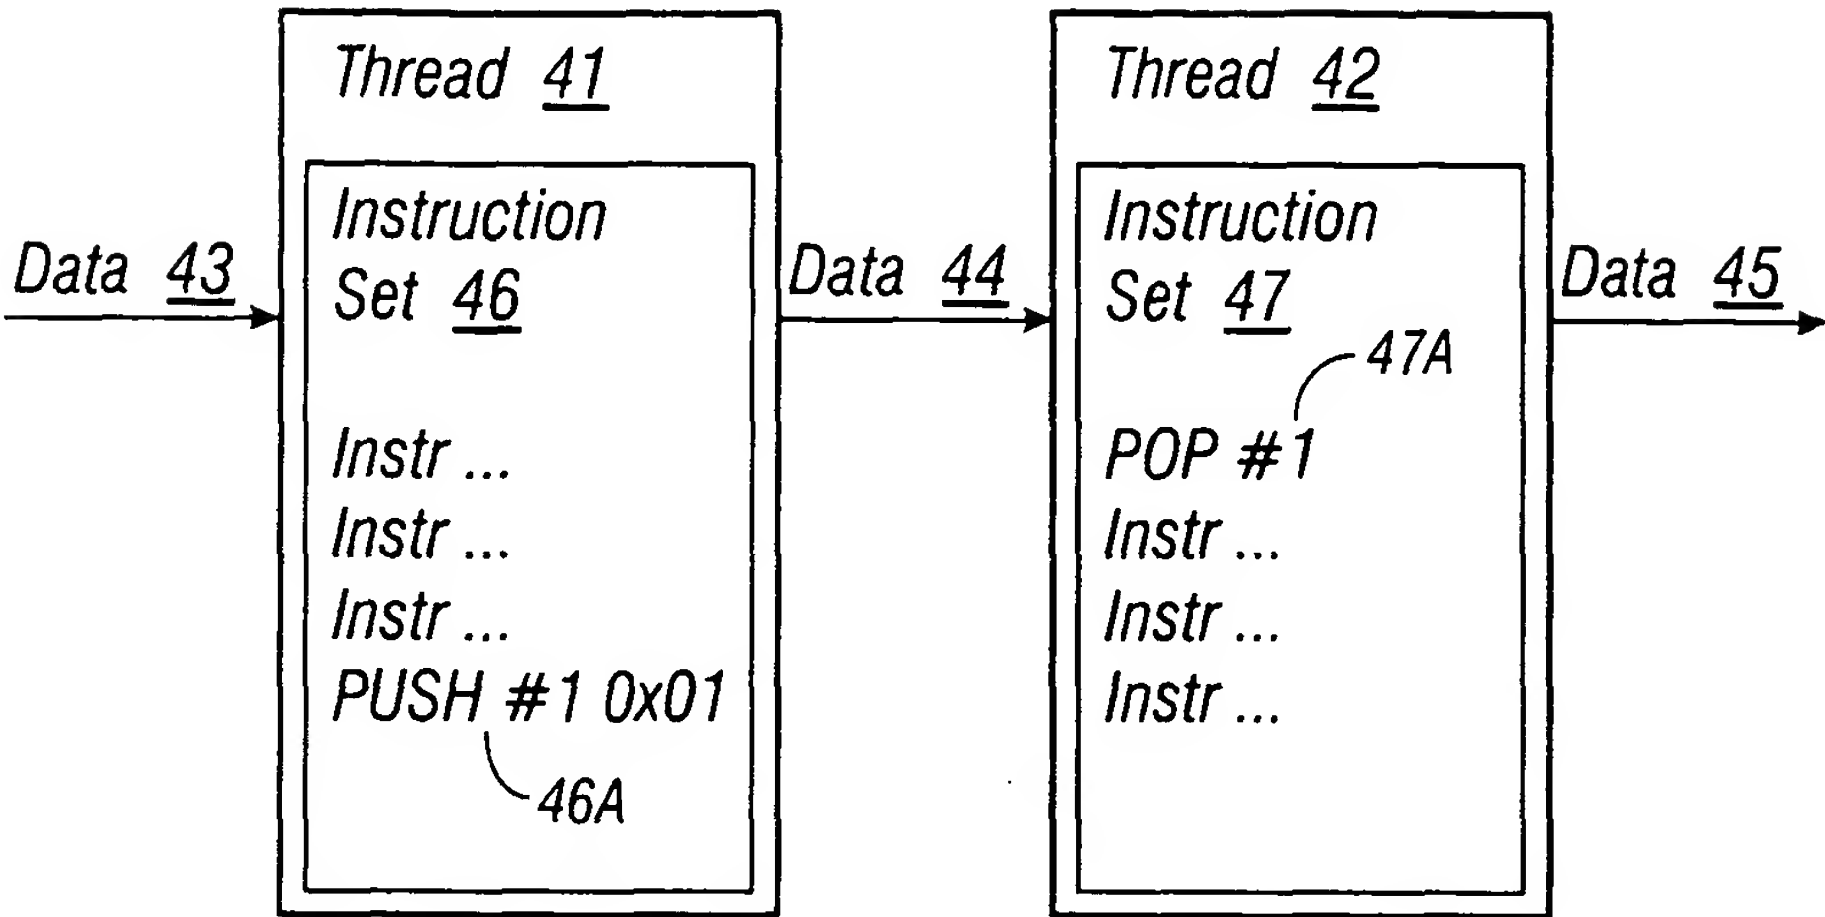 Thread 41
Instruction
Set 46
Instr ...
Instr ...
Instr ...
PUSH #1 0x01
46A
Thread 42
Instruction
Set 47
47A
POP #1
Instr ...
Instr ...
Instr ...
Data 43
Data 44
Data 45